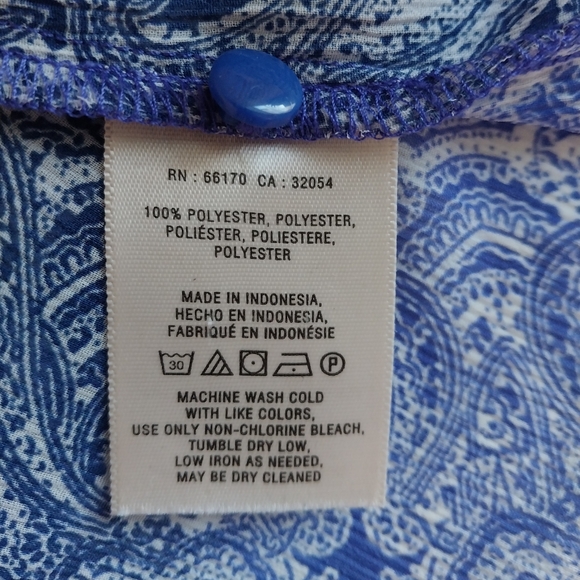 RN : 66170 CA : 32054
100% POLYESTER, POLYESTER,
POLIÉSTER, POLIESTERE,
POLYESTER
MADE IN INDONESIA,
HECHO EN INDONESIA,
FABRIQUÉ EN INDONÉSIE
30 P
MACHINE WASH COLD
WITH LIKE COLORS,
USE ONLY NON-CHLORINE BLEACH,
TUMBLE DRY LOW,
LOW IRON AS NEEDED,
MAY BE DRY CLEANED